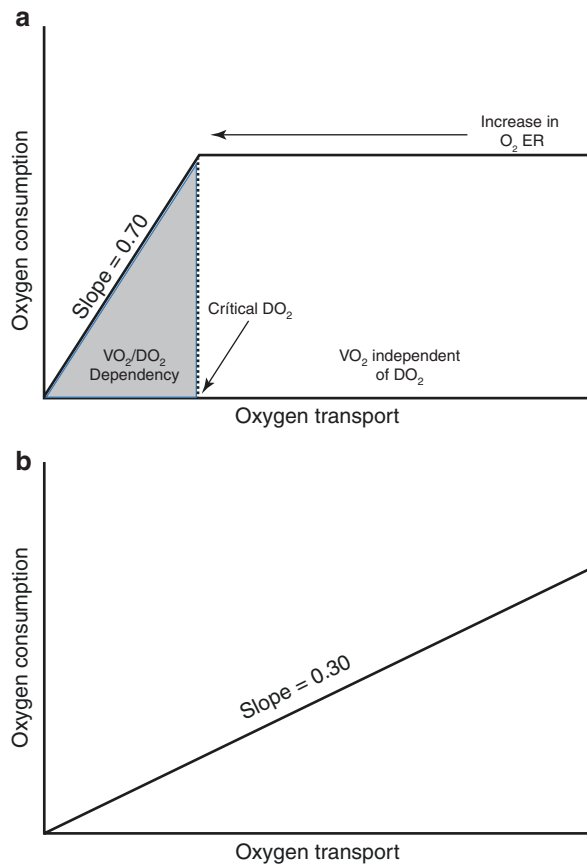 a
Increase in
O₂ ER
Oxygen consumption
Slope = 0.70
Crítical DO₂
VO₂/DO₂
Dependency
VO₂ independent
of DO₂
Oxygen transport
b
Oxygen consumption
Slope = 0.30
Oxygen transport